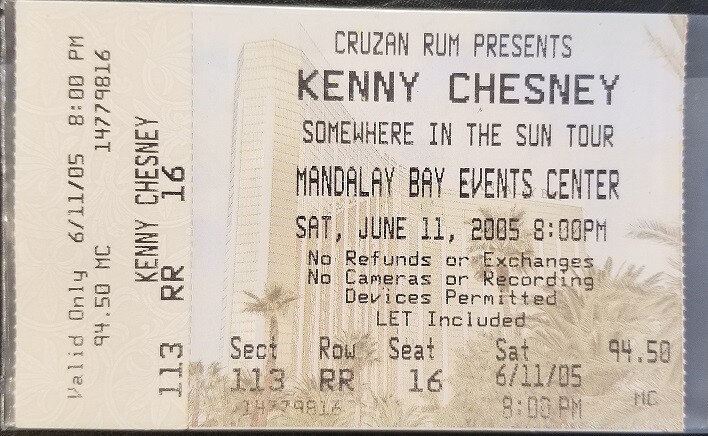 Valid Only 6/11/05 8:00 PM
94.50 MC 14779816
KENNY CHESNEY
113 RR 16
CRUZAN RUM PRESENTS
KENNY CHESNEY
SOMEWHERE IN THE SUN TOUR
MANDALAY BAY EVENTS CENTER
SAT, JUNE 11, 2005 8:00PM
No Refunds or Exchanges
No Cameras or Recording
Devices Permitted
LET Included
Sect Row Seat Sat 94.50
113 RR 16 6/11/05
14779816 8:00 PM MC